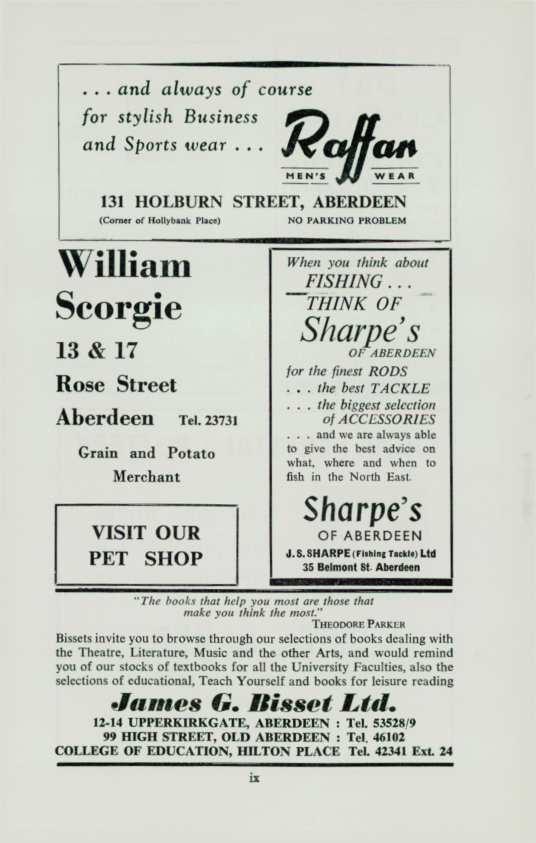 ... and always of course
for stylish Business
and Sports wear ...
Raffan
MEN'S WEAR
131 HOLBURN STREET, ABERDEEN
(Corner of Hollybank Place) NO PARKING PROBLEM
William
Scorgie
13 & 17
Rose Street
Aberdeen Tel. 23731
Grain and Potato
Merchant
VISIT OUR
PET SHOP
When you think about
FISHING ...
THINK OF
Sharpe's
OF ABERDEEN
for the finest RODS
... the best TACKLE
... the biggest selection
of ACCESSORIES
... and we are always able
to give the best advice on
what, where and when to
fish in the North East.
Sharpe's
OF ABERDEEN
J. S. SHARPE (Fishing Tackle) Ltd
35 Belmont St. Aberdeen
"The books that help you most are those that
make you think the most."
THEODORE PARKER
Bissets invite you to browse through our selections of books dealing with
the Theatre, Literature, Music and the other Arts, and would remind
you of our stocks of textbooks for all the University Faculties, also the
selections of educational, Teach Yourself and books for leisure reading
James G. Bisset Ltd.
12-14 UPPERKIRKGATE, ABERDEEN : Tel. 53528/9
99 HIGH STREET, OLD ABERDEEN : Tel. 46102
COLLEGE OF EDUCATION, HILTON PLACE Tel. 42341 Ext. 24
ix